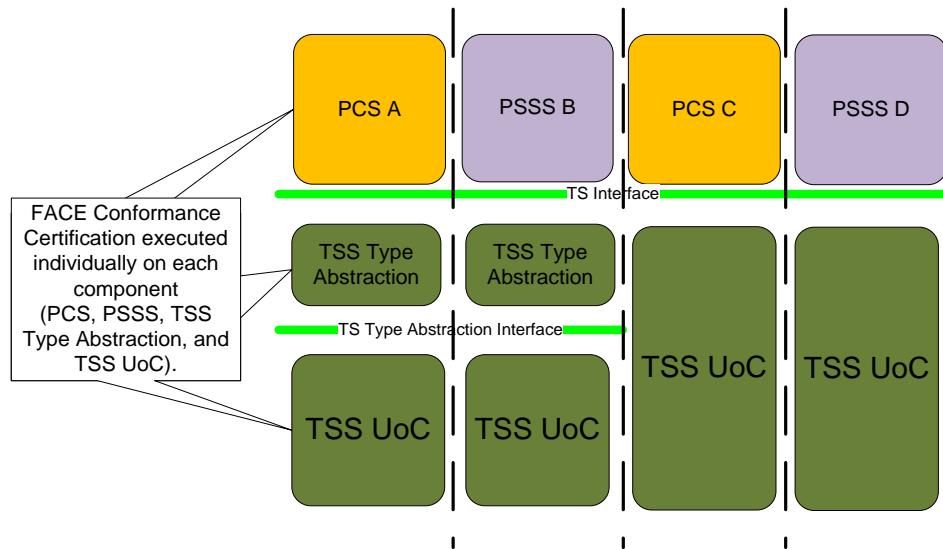 PCS A
PSSS B
PCS C
PSSS D
TS Interface
FACE Conformance
Certification executed
individually on each
component
(PCS, PSSS, TSS
Type Abstraction, and
TSS UoC).
TSS Type
Abstraction
TSS Type
Abstraction
TS Type Abstraction Interface
TSS UoC
TSS UoC
TSS UoC
TSS UoC